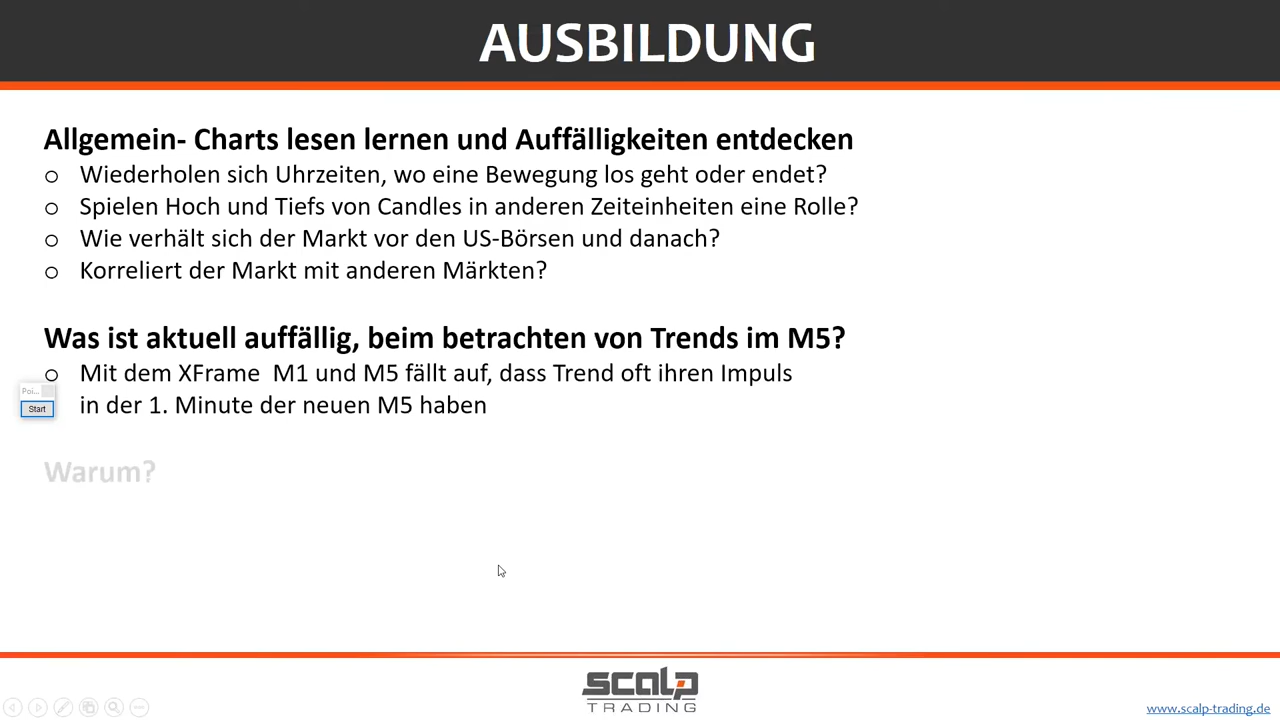 AUSBILDUNG
Allgemein- Charts lesen lernen und Auffälligkeiten entdecken
o Wiederholen sich Uhrzeiten, wo eine Bewegung los geht oder endet?
o Spielen Hoch und Tiefs von Candles in anderen Zeiteinheiten eine Rolle?
o Wie verhält sich der Markt vor den US-Börsen und danach?
o Korreliert der Markt mit anderen Märkten?
Was ist aktuell auffällig, beim betrachten von Trends im M5?
o Mit dem XFrame  M1 und M5 fällt auf, dass Trend oft ihren Impuls
in der 1. Minute der neuen M5 haben
Poi...
Start
Warum?
scalp
TRADING
www.scalp-trading.de